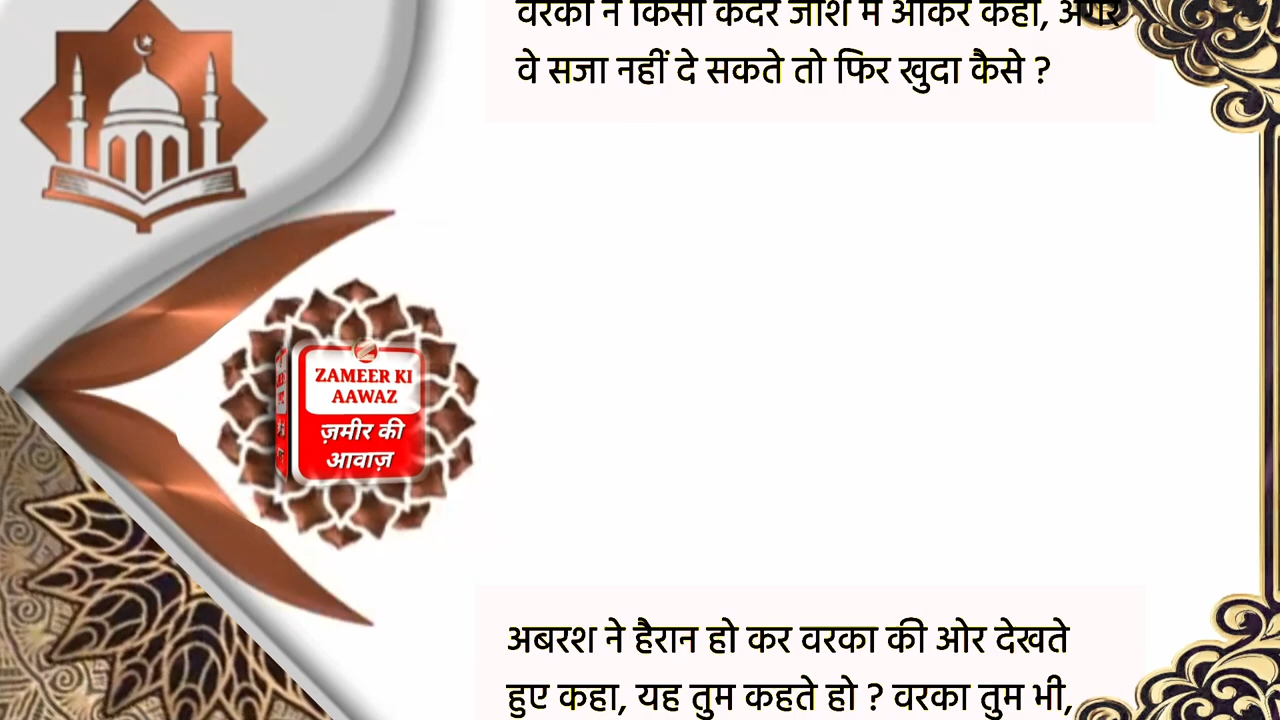 वरका ने किसी कदर जोश में आकर कहा, अगर
वे सजा नहीं दे सकते तो फिर खुदा कैसे ?
ZAMEER KI
AAWAZ
ज़मीर की
आवाज़
अबरश ने हैरान हो कर वरका की ओर देखते
हुए कहा, यह तुम कहते हो ? वरका तुम भी,